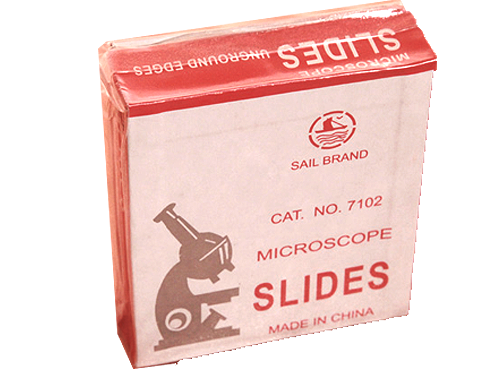 MICROSCOPE
SLIDES
UNGROUND EDGES
SAIL BRAND
CAT. NO. 7102
MICROSCOPE
SLIDES
MADE IN CHINA